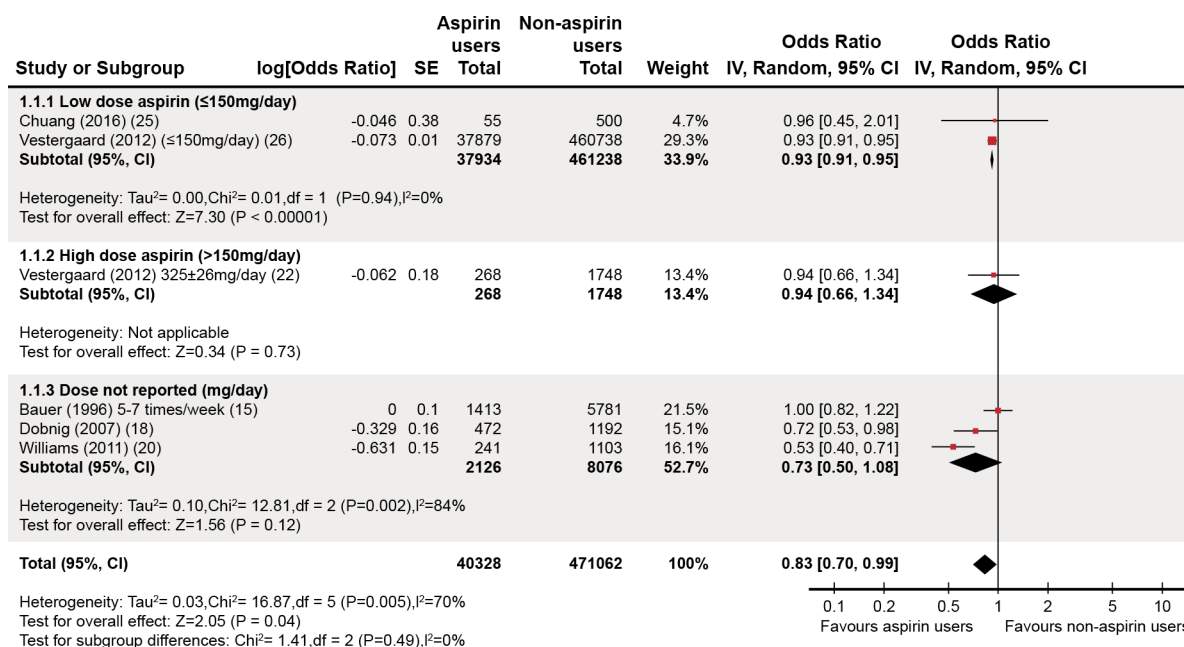 Aspirin Non-aspirin
users users Odds Ratio Odds Ratio
Study or Subgroup log[Odds Ratio] SE Total Total Weight IV, Random, 95% CI IV, Random, 95% CI
1.1.1 Low dose aspirin (≤150mg/day)
Chuang (2016) (25) -0.046 0.38 55 500 4.7% 0.96 [0.45, 2.01]
Vestergaard (2012) (≤150mg/day) (26) -0.073 0.01 37879 460738 29.3% 0.93 [0.91, 0.95]
Subtotal (95%, CI) 37934 461238 33.9% 0.93 [0.91, 0.95]
Heterogeneity: Tau²= 0.00,Chi²= 0.01,df = 1 (P=0.94),I²=0%
Test for overall effect: Z=7.30 (P < 0.00001)
1.1.2 High dose aspirin (>150mg/day)
Vestergaard (2012) 325±26mg/day (22) -0.062 0.18 268 1748 13.4% 0.94 [0.66, 1.34]
Subtotal (95%, CI) 268 1748 13.4% 0.94 [0.66, 1.34]
Heterogeneity: Not applicable
Test for overall effect: Z=0.34 (P = 0.73)
1.1.3 Dose not reported (mg/day)
Bauer (1996) 5-7 times/week (15) 0 0.1 1413 5781 21.5% 1.00 [0.82, 1.22]
Dobnig (2007) (18) -0.329 0.16 472 1192 15.1% 0.72 [0.53, 0.98]
Williams (2011) (20) -0.631 0.15 241 1103 16.1% 0.53 [0.40, 0.71]
Subtotal (95%, CI) 2126 8076 52.7% 0.73 [0.50, 1.08]
Heterogeneity: Tau²= 0.10,Chi²= 12.81,df = 2 (P=0.002),I²=84%
Test for overall effect: Z=1.56 (P = 0.12)
Total (95%, CI) 40328 471062 100% 0.83 [0.70, 0.99]
Heterogeneity: Tau²= 0.03,Chi²= 16.87,df = 5 (P=0.005),I²=70%
Test for overall effect: Z=2.05 (P = 0.04)
Test for subgroup differences: Chi²= 1.41,df = 2 (P=0.49),I²=0%
0.1 0.2 0.5 1 2 5 10
Favours aspirin users Favours non-aspirin users